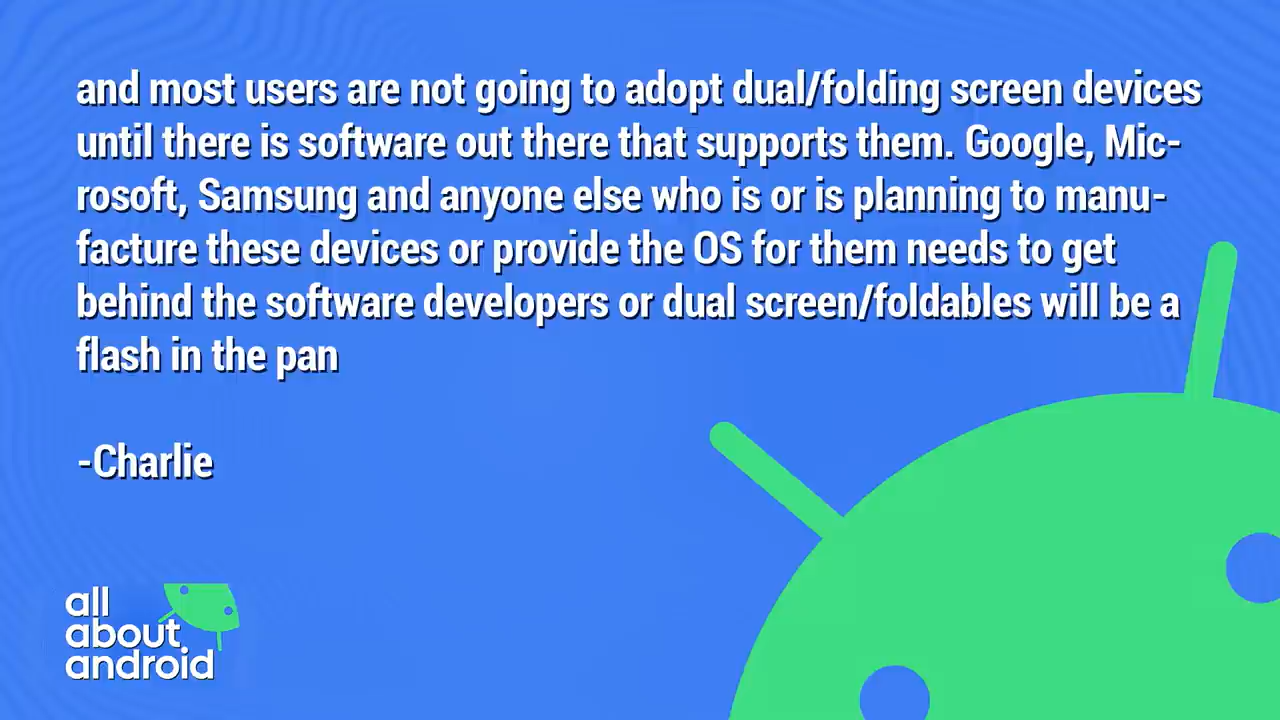 and most users are not going to adopt dual/folding screen devices
until there is software out there that supports them. Google, Mic-
rosoft, Samsung and anyone else who is or is planning to manu-
facture these devices or provide the OS for them needs to get
behind the software developers or dual screen/foldables will be a
flash in the pan
-Charlie
all
about
android